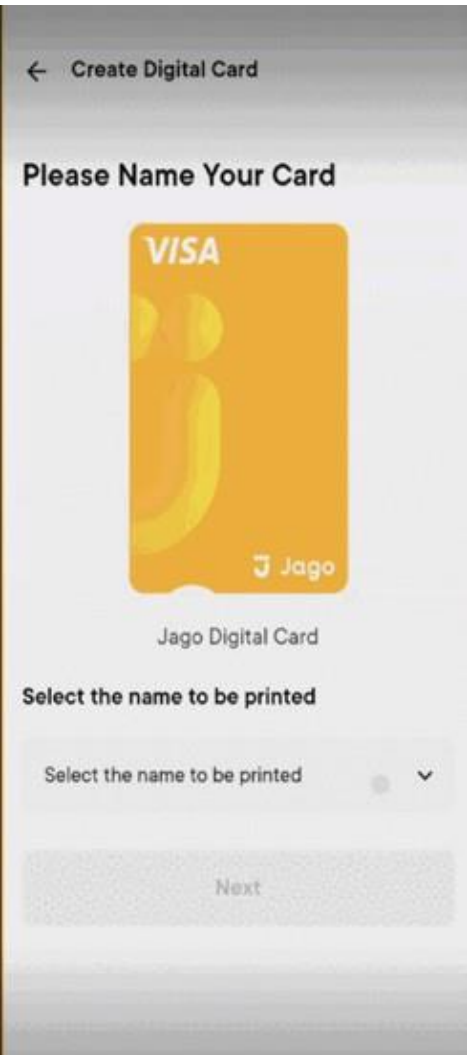 Create Digital Card
Please Name Your Card
VISA
Jago
Jago Digital Card
Select the name to be printed
Select the name to be printed
Next